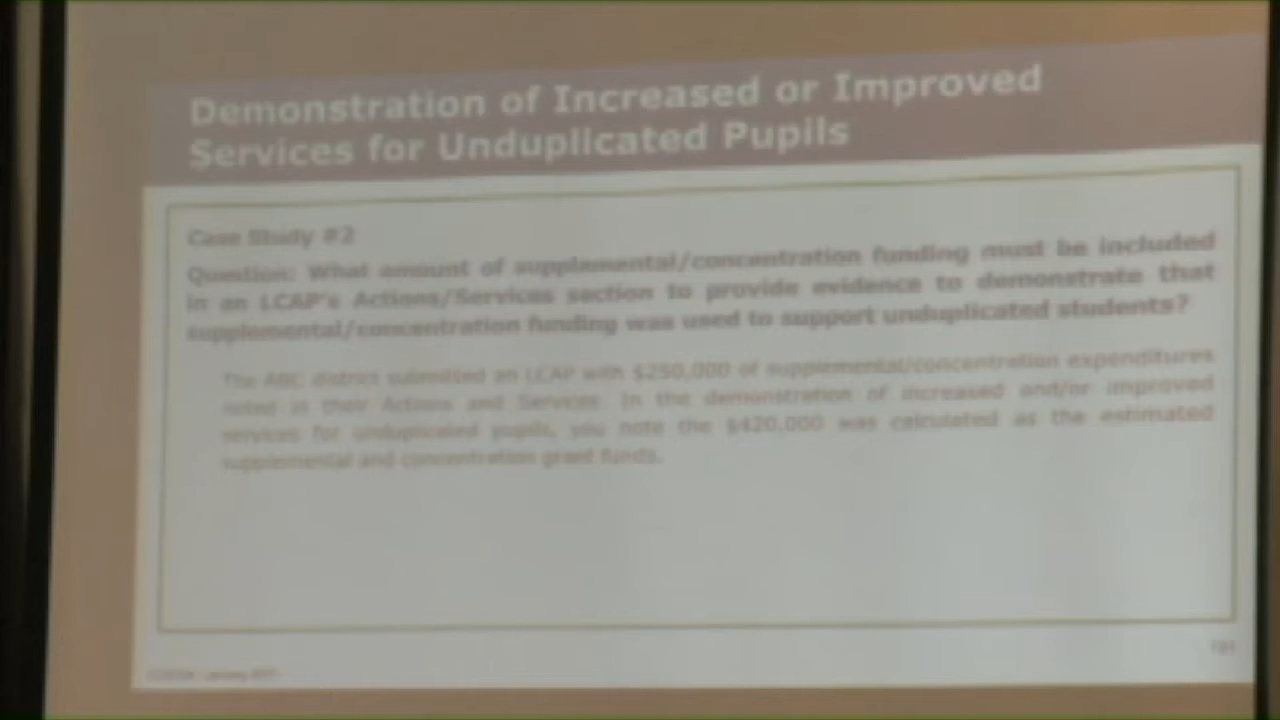 Demonstration of Increased or Improved
Services for Unduplicated Pupils
Case Study #2
Question: What amount of supplemental/concentration funding must be included
in an LCAP's Actions/Services section to provide evidence to demonstrate that
supplemental/concentration funding was used to support unduplicated students?
The ABC district submitted an LCAP with $250,000 of supplemental/concentration expenditures
noted in their Actions and Services. In the demonstration of increased and/or improved
services for unduplicated pupils, you note the $420,000 was calculated as the estimated
supplemental and concentration grant funds.